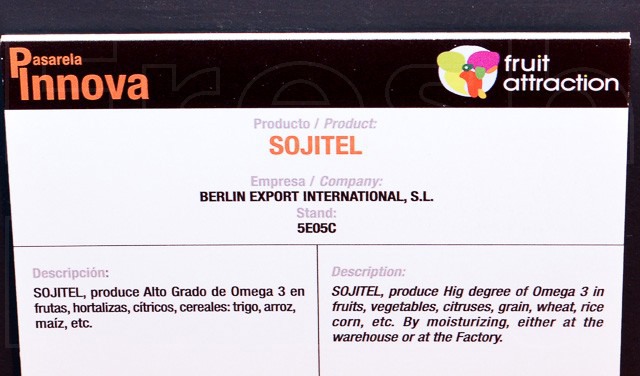 Pasarela
Innova
fruit
attraction
Producto / Product:
SOJITEL
Empresa / Company:
BERLIN EXPORT INTERNATIONAL, S.L.
Stand:
5E05C
Descripción:
SOJITEL, produce Alto Grado de Omega 3 en
frutas, hortalizas, cítricos, cereales: trigo, arroz,
maíz, etc.
Description:
SOJITEL, produce Hig degree of Omega 3 in
fruits, vegetables, citruses, grain, wheat, rice
corn, etc. By moisturizing, either at the
warehouse or at the Factory.